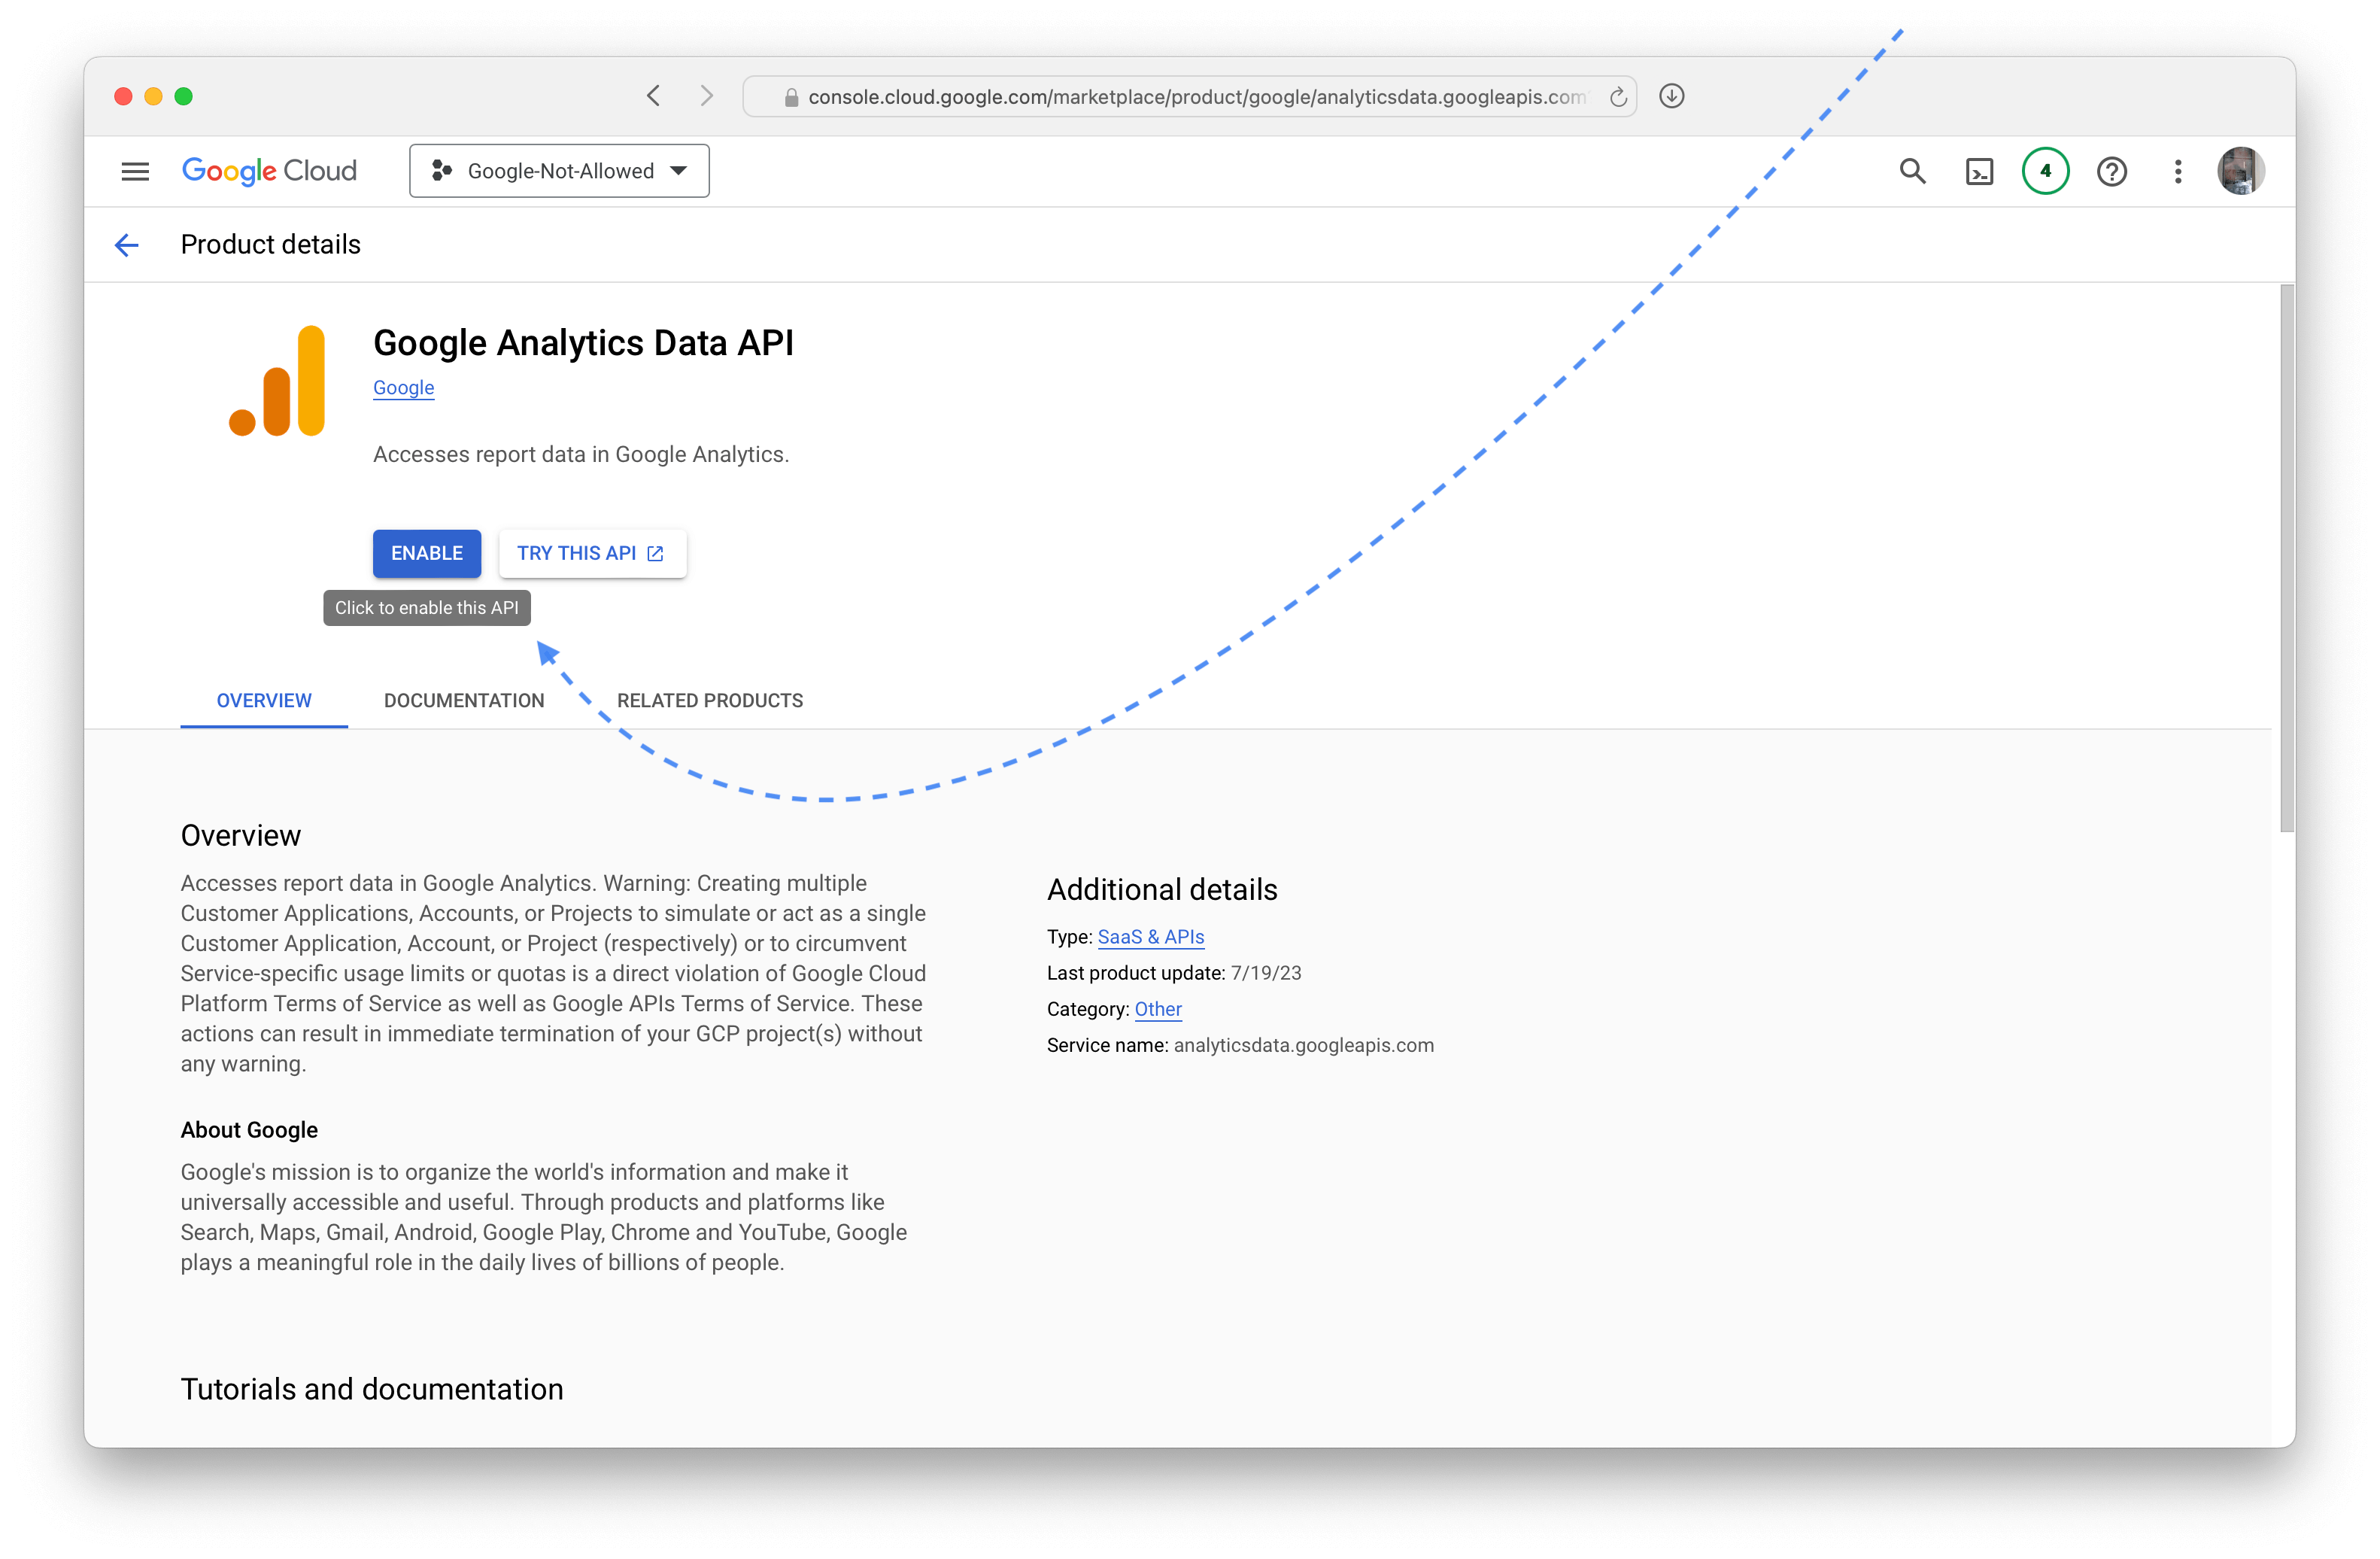 console.cloud.google.com/marketplace/product/google/analyticsdata.googleapis.com
Google Cloud
Google-Not-Allowed
4
Product details
Google Analytics Data API
Google
Accesses report data in Google Analytics.
ENABLE
TRY THIS API
Click to enable this API
OVERVIEW
DOCUMENTATION
RELATED PRODUCTS
Overview
Accesses report data in Google Analytics. Warning: Creating multiple
Customer Applications, Accounts, or Projects to simulate or act as a single
Customer Application, Account, or Project (respectively) or to circumvent
Service-specific usage limits or quotas is a direct violation of Google Cloud
Platform Terms of Service as well as Google APIs Terms of Service. These
actions can result in immediate termination of your GCP project(s) without
any warning.
About Google
Google's mission is to organize the world's information and make it
universally accessible and useful. Through products and platforms like
Search, Maps, Gmail, Android, Google Play, Chrome and YouTube, Google
plays a meaningful role in the daily lives of billions of people.
Additional details
Type: SaaS & APIs
Last product update: 7/19/23
Category: Other
Service name: analyticsdata.googleapis.com
Tutorials and documentation